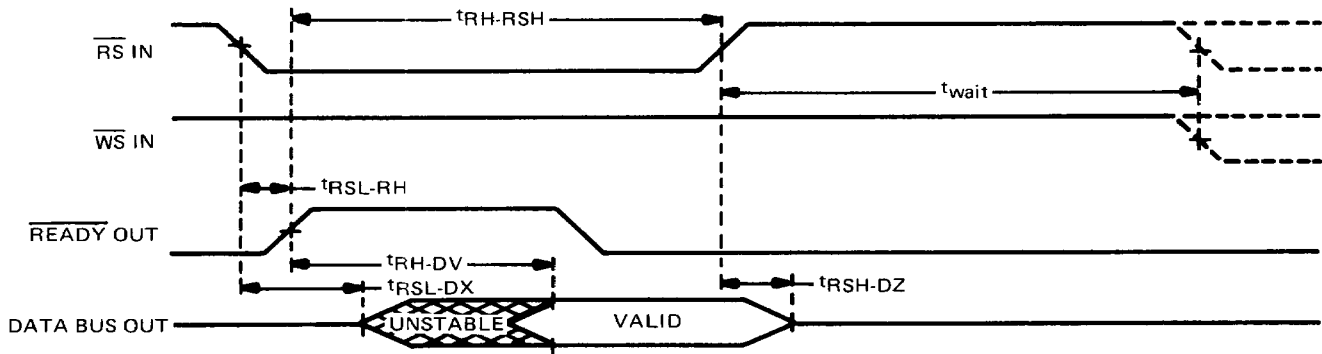 tRH-RSH
RS IN
twait
WS IN
tRSL-RH
READY OUT
tRH-DV
tRSL-DX
tRSH-DZ
DATA BUS OUT
UNSTABLE
VALID